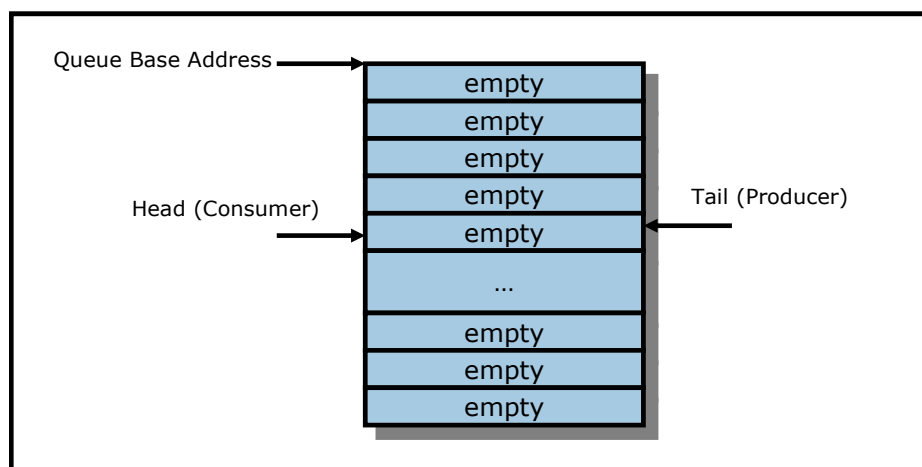 Queue Base Address
empty
empty
empty
empty
Head (Consumer)
Tail (Producer)
empty
...
empty
empty
empty